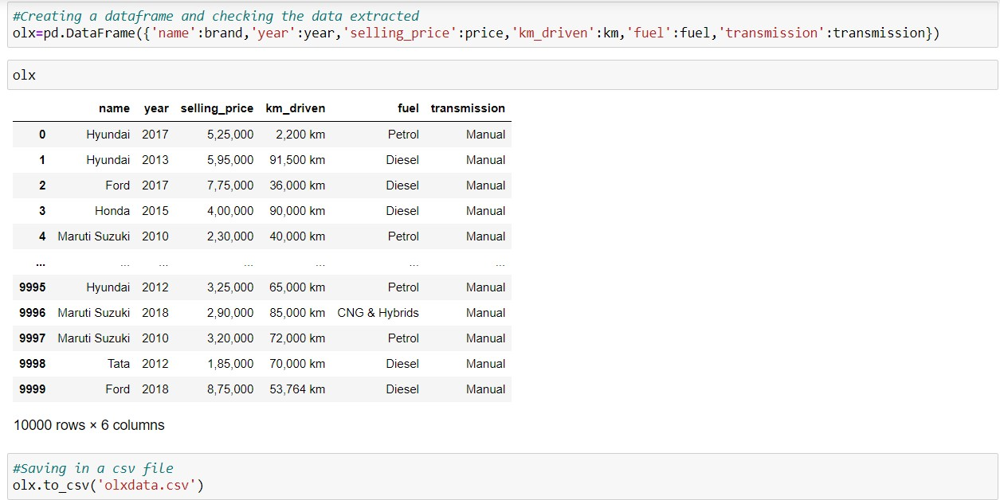 #Creating a dataframe and checking the data extracted
olx=pd.DataFrame({'name':brand,'year':year,'selling_price':price,'km_driven':km,'fuel':fuel,'transmission':transmission})
olx
name year selling_price km_driven fuel transmission
0 Hyundai 2017 5,25,000 2,200 km Petrol Manual
1 Hyundai 2013 5,95,000 91,500 km Diesel Manual
2 Ford 2017 7,75,000 36,000 km Diesel Manual
3 Honda 2015 4,00,000 90,000 km Diesel Manual
4 Maruti Suzuki 2010 2,30,000 40,000 km Petrol Manual
... ... ... ... ... ... ...
9995 Hyundai 2012 3,25,000 65,000 km Petrol Manual
9996 Maruti Suzuki 2018 2,90,000 85,000 km CNG & Hybrids Manual
9997 Maruti Suzuki 2010 3,20,000 72,000 km Petrol Manual
9998 Tata 2012 1,85,000 70,000 km Diesel Manual
9999 Ford 2018 8,75,000 53,764 km Diesel Manual
10000 rows × 6 columns
#Saving in a csv file
olx.to_csv('olxdata.csv')